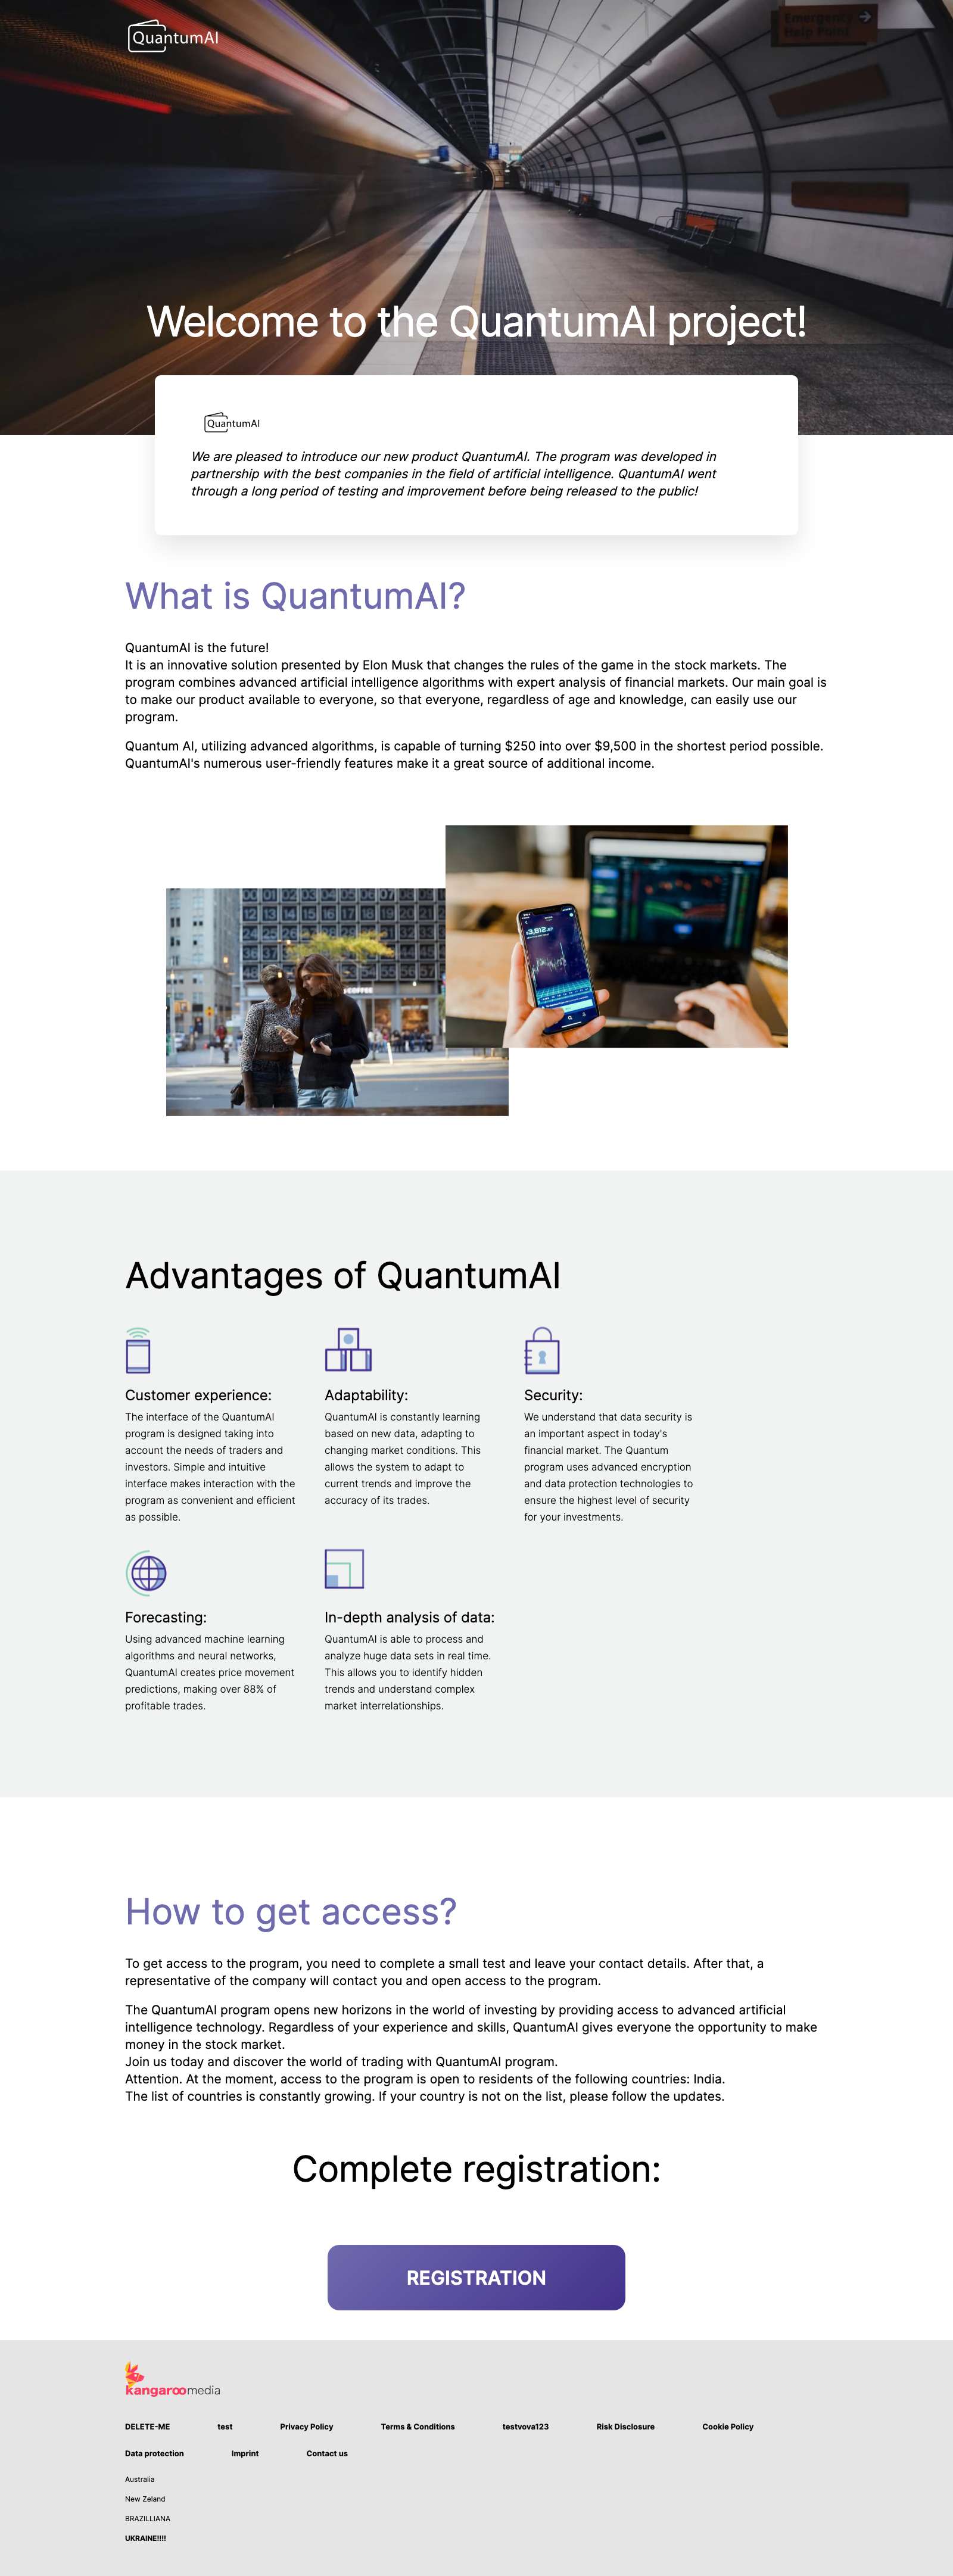 QuantumAI
Emergency
Help Point
Welcome to the QuantumAI project!
QuantumAI
We are pleased to introduce our new product QuantumAI. The program was developed in
partnership with the best companies in the field of artificial intelligence. QuantumAI went
through a long period of testing and improvement before being released to the public!
What is QuantumAI?
QuantumAI is the future!
It is an innovative solution presented by Elon Musk that changes the rules of the game in the stock markets. The
program combines advanced artificial intelligence algorithms with expert analysis of financial markets. Our main goal is
to make our product available to everyone, so that everyone, regardless of age and knowledge, can easily use our
program.
Quantum AI, utilizing advanced algorithms, is capable of turning $250 into over $9,500 in the shortest period possible.
QuantumAI's numerous user-friendly features make it a great source of additional income.
COFFEE
Advantages of QuantumAI
Customer experience:
The interface of the QuantumAI
program is designed taking into
account the needs of traders and
investors. Simple and intuitive
interface makes interaction with the
program as convenient and efficient
as possible.
Adaptability:
QuantumAI is constantly learning
based on new data, adapting to
changing market conditions. This
allows the system to adapt to
current trends and improve the
accuracy of its trades.
Security:
We understand that data security is
an important aspect in today's
financial market. The Quantum
program uses advanced encryption
and data protection technologies to
ensure the highest level of security
for your investments.
Forecasting:
Using advanced machine learning
algorithms and neural networks,
QuantumAI creates price movement
predictions, making over 88% of
profitable trades.
In-depth analysis of data:
QuantumAI is able to process and
analyze huge data sets in real time.
This allows you to identify hidden
trends and understand complex
market interrelationships.
How to get access?
To get access to the program, you need to complete a small test and leave your contact details. After that, a
representative of the company will contact you and open access to the program.
The QuantumAI program opens new horizons in the world of investing by providing access to advanced artificial
intelligence technology. Regardless of your experience and skills, QuantumAI gives everyone the opportunity to make
money in the stock market.
Join us today and discover the world of trading with QuantumAI program.
Attention. At the moment, access to the program is open to residents of the following countries: India.
The list of countries is constantly growing. If your country is not on the list, please follow the updates.
Complete registration:
REGISTRATION
kangaroomedia
DELETE-ME test Privacy Policy Terms & Conditions testvova123 Risk Disclosure Cookie Policy
Data protection Imprint Contact us
Australia
New Zeland
BRAZILLIANA
UKRAINE!!!!